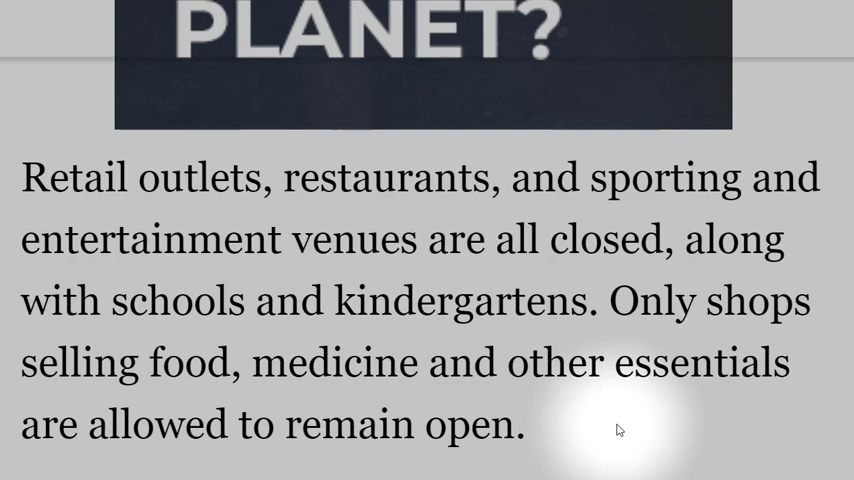 PLANET?
Retail outlets, restaurants, and sporting and
entertainment venues are all closed, along
with schools and kindergartens. Only shops
selling food, medicine and other essentials
are allowed to remain open.